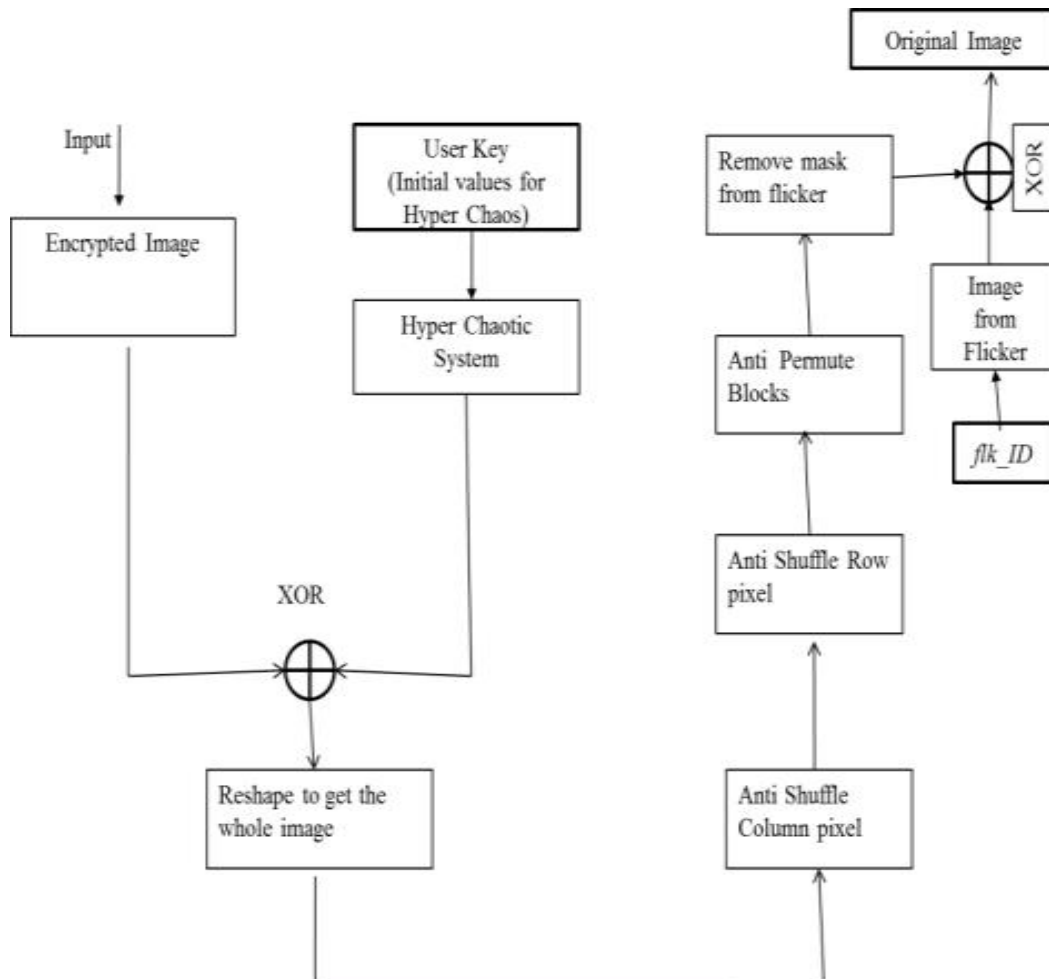 Original Image
Input
User Key
(Initial values for
Hyper Chaos)
Remove mask
from flicker
XOR
Encrypted Image
Hyper Chaotic
System
Image
from
Flicker
Anti Permute
Blocks
flk_ID
Anti Shuffle Row
pixel
XOR
Reshape to get the
whole image
Anti Shuffle
Column pixel